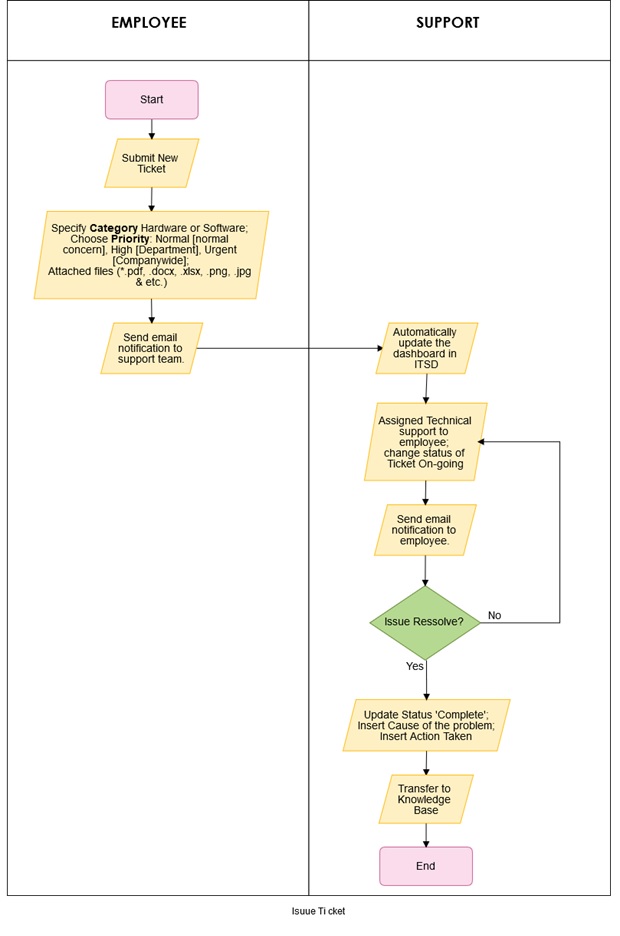 EMPLOYEE
SUPPORT
Start
Submit New
Ticket
Specify Category Hardware or Software;
Choose Priority: Normal [normal
concern], High [Department], Urgent
[Companywide];
Attached files (*.pdf, .docx, .xlsx, .png, .jpg
& etc.)
Send email
notification to
support team.
Automatically
update the
dashboard in
ITSD
Assigned Technical
support to
employee;
change status of
Ticket On-going
Send email
notification to
employee.
Issue Ressolve?
No
Yes
Update Status 'Complete';
Insert Cause of the problem;
Insert Action Taken
Transfer to
Knowledge
Base
End
Isuue Ti cket